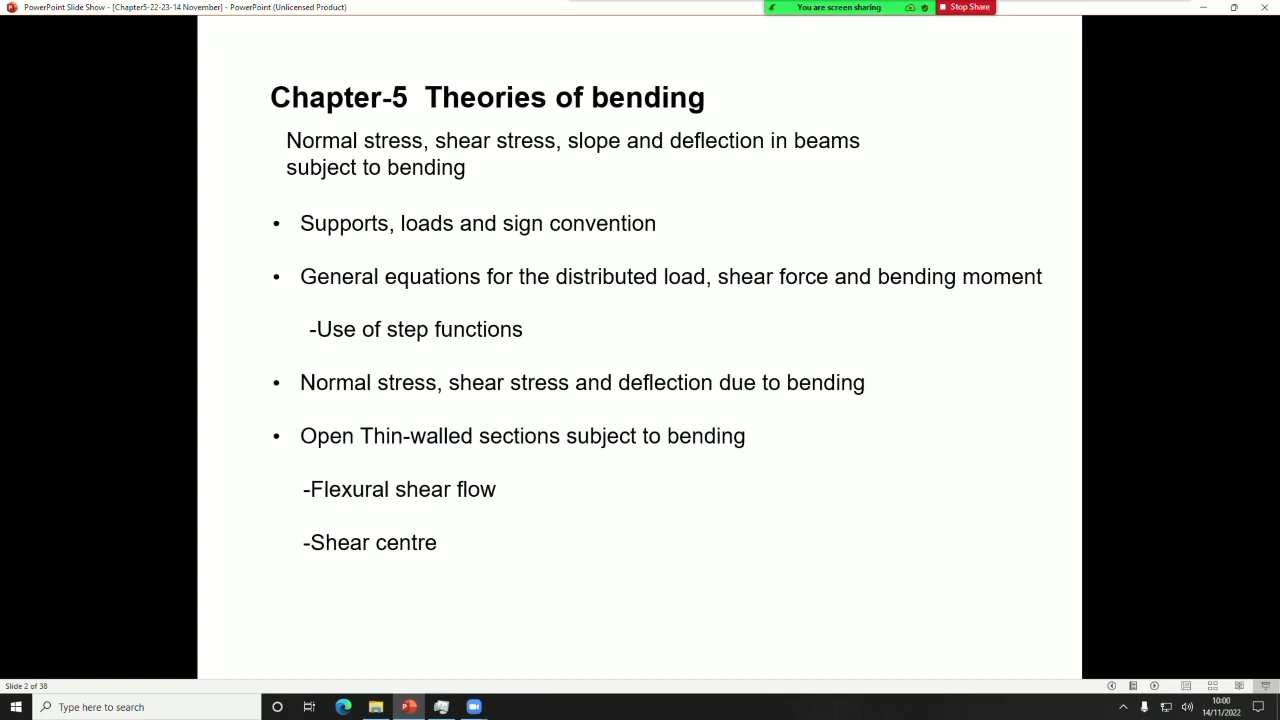 PowerPoint Slide Show - [Chapter5-22-23-14 November] - PowerPoint (Unlicensed Product)
You are screen sharing
Stop Share
Chapter-5 Theories of bending
Normal stress, shear stress, slope and deflection in beams
subject to bending
• Supports, loads and sign convention
• General equations for the distributed load, shear force and bending moment
-Use of step functions
• Normal stress, shear stress and deflection due to bending
• Open Thin-walled sections subject to bending
-Flexural shear flow
-Shear centre
Slide 2 of 38
Type here to search
10:00
14/11/2022